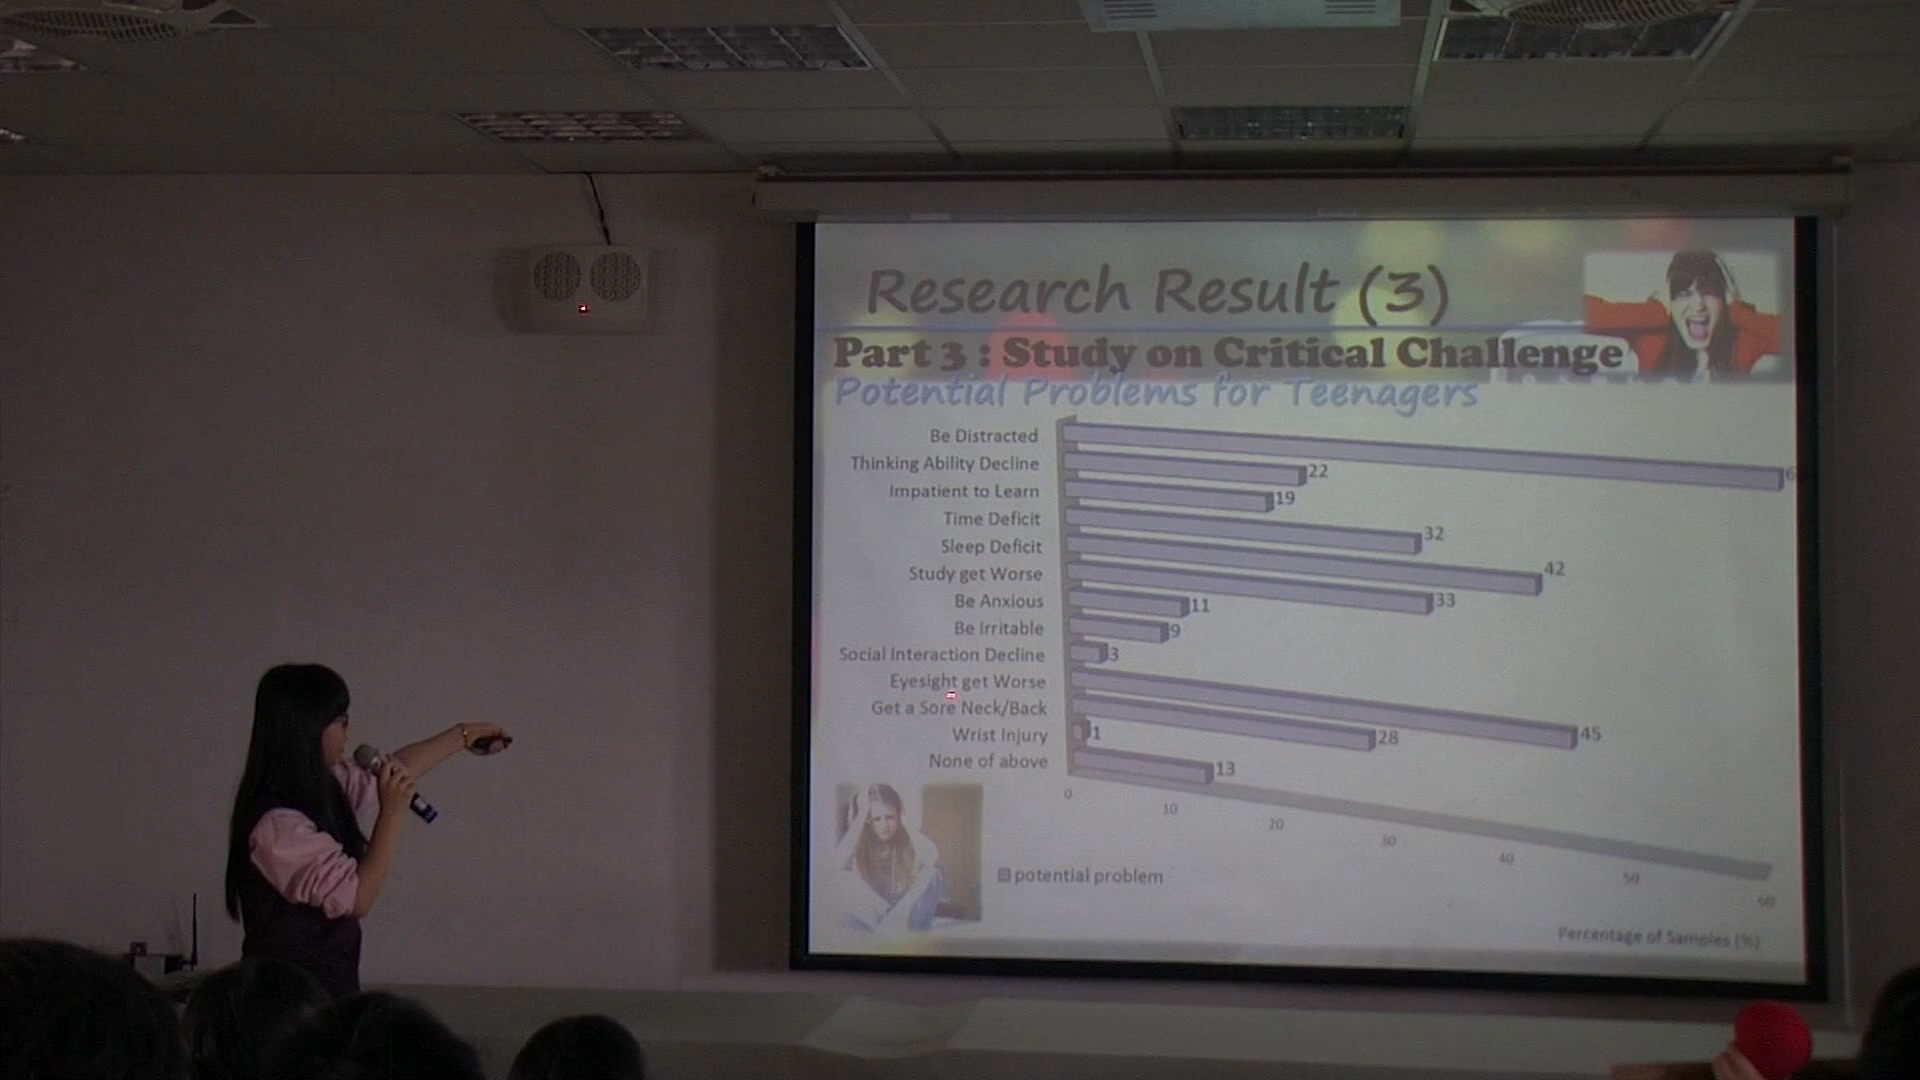 Research Result (3)
Part 3 : Study on Critical Challenge
Potential Problems for Teenagers
Be Distracted 6
Thinking Ability Decline 22
Impatient to Learn 19
Time Deficit 32
Sleep Deficit 42
Study get Worse 33
Be Anxious 11
Be Irritable 9
Social Interaction Decline 3
Eyesight get Worse 45
Get a Sore Neck/Back 28
Wrist Injury 1
None of above 13
0 10 20 30 40 50 60
potential problem
Percentage of Samples (%)